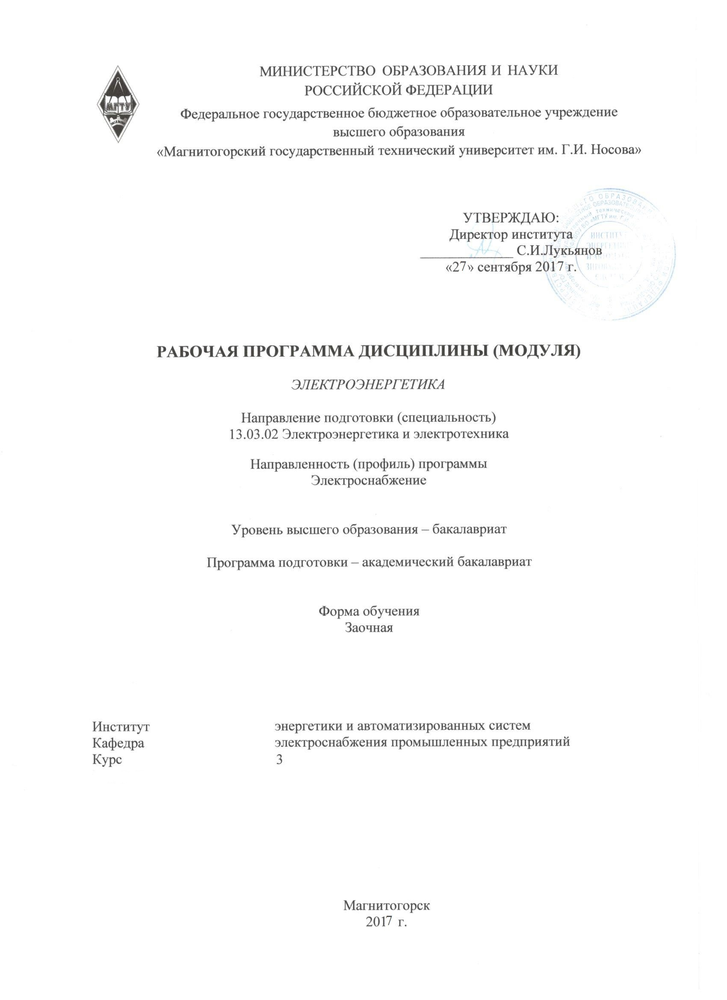 МИНИСТЕРСТВО ОБРАЗОВАНИЯ И НАУКИ
РОССИЙСКОЙ ФЕДЕРАЦИИ
Федеральное государственное бюджетное образовательное учреждение
высшего образования
«Магнитогорский государственный технический университет им. Г.И. Носова»
МГТУ
УТВЕРЖДАЮ:
Директор института
С.И.Лукьянов
«27» сентября 2017 г.
РАБОЧАЯ ПРОГРАММА ДИСЦИПЛИНЫ (МОДУЛЯ)
ЭЛЕКТРОЭНЕРГЕТИКА
Направление подготовки (специальность)
13.03.02 Электроэнергетика и электротехника
Направленность (профиль) программы
Электроснабжение
Уровень высшего образования – бакалавриат
Программа подготовки – академический бакалавриат
Форма обучения
Заочная
Институт энергетики и автоматизированных систем
Кафедра электроснабжения промышленных предприятий
Курс 3
Магнитогорск
2017 г.